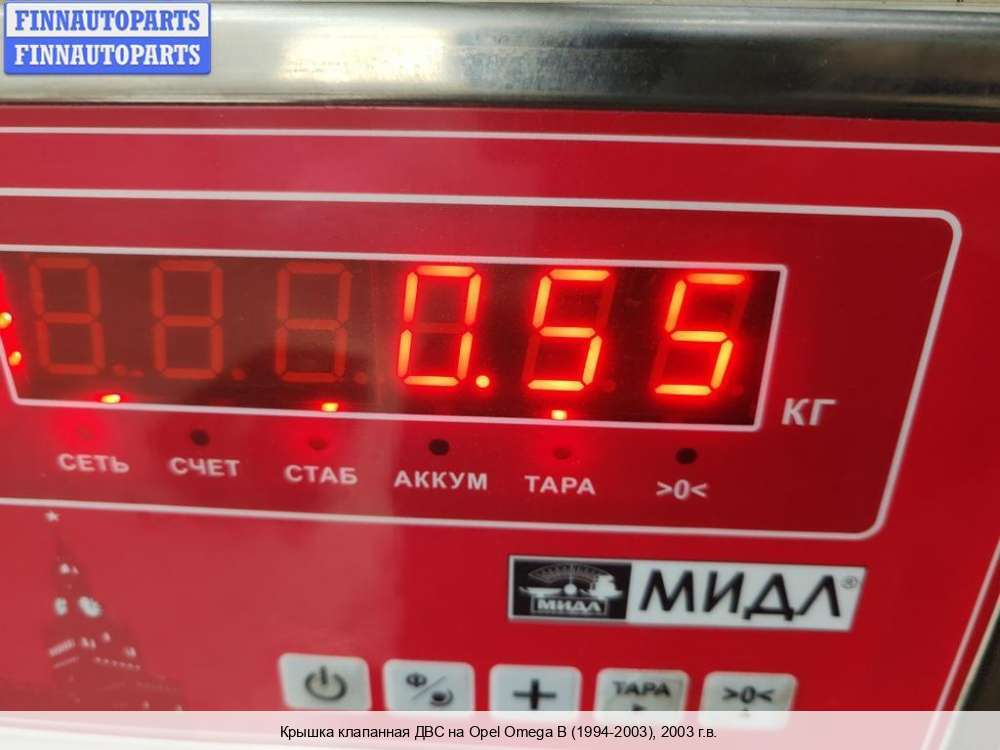 FINNAUTOPARTS
FINNAUTOPARTS
0.55
КГ
СЕТЬ СЧЕТ СТАБ АККУМ ТАРА >0<
МИДЛ МИДЛ®
ТАРА >0<
Крышка клапанная ДВС на Opel Omega B (1994-2003), 2003 г.в.